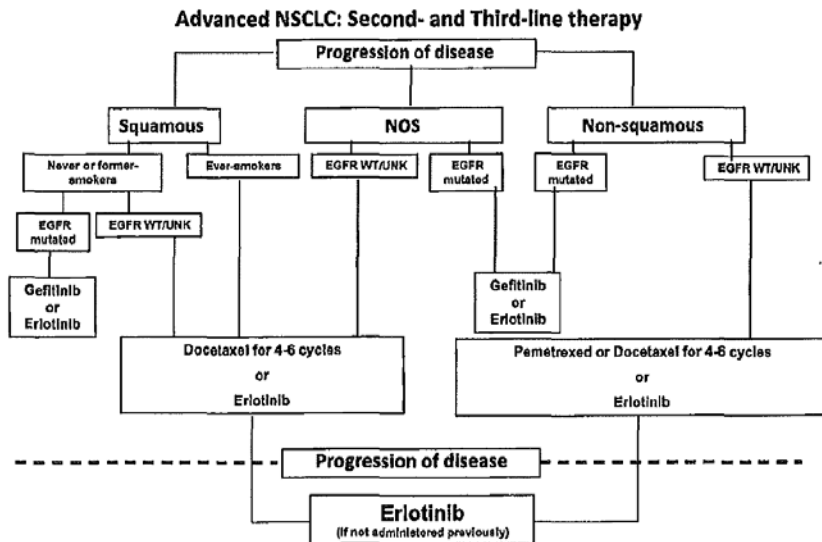 Advanced NSCLC: Second- and Third-line therapy
Progression of disease
Squamous
NOS
Non-squamous
Never or former-
smokers
Ever-smokers
EGFR WT/UNK
EGFR
mutated
EGFR
mutated
EGFR WT/UNK
EGFR
mutated
EGFR WT/UNK
Gefitinib
or
Erlotinib
Gefitinib
or
Erlotinib
Docetaxel for 4-6 cycles
or
Erlotinib
Pemetrexed or Docetaxel for 4-6 cycles
or
Erlotinib
Progression of disease
Erlotinib
(if not administered previously)